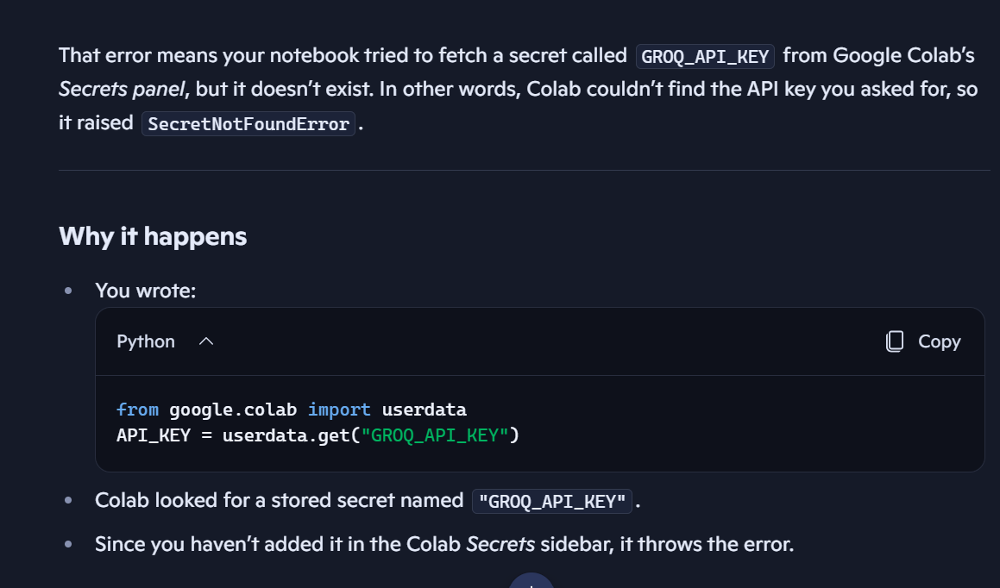 That error means your notebook tried to fetch a secret called GROQ_API_KEY from Google Colab’s
Secrets panel, but it doesn’t exist. In other words, Colab couldn’t find the API key you asked for, so
it raised SecretNotFoundError.
Why it happens
• You wrote:
Python
Copy
from google.colab import userdata
API_KEY = userdata.get("GROQ_API_KEY")
• Colab looked for a stored secret named "GROQ_API_KEY".
• Since you haven’t added it in the Colab Secrets sidebar, it throws the error.